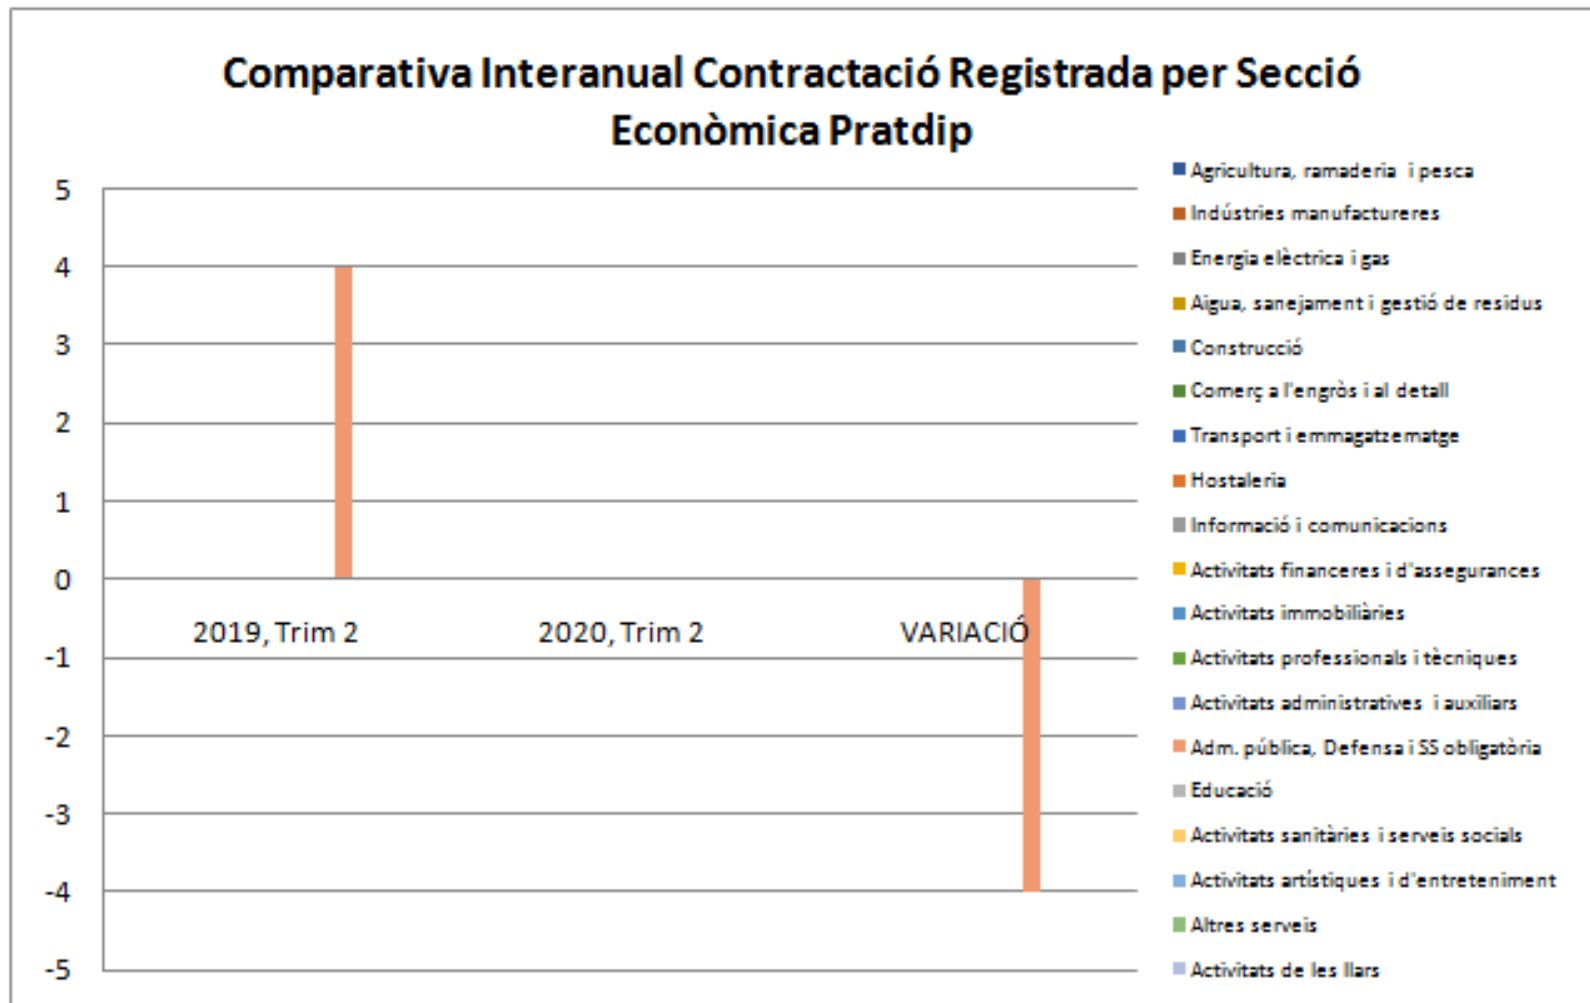 Comparativa Interanual Contractació Registrada per Secció
Econòmica Pratdip
5
4
3
2
1
0
-1
-2
-3
-4
-5
2019, Trim 2
2020, Trim 2
VARIACIÓ
Agricultura, ramaderia i pesca
Indústries manufactureres
Energia elèctrica i gas
Aigua, sanejament i gestió de residus
Construcció
Comerç a l'engròs i al detall
Transport i emmagatzematge
Hostaleria
Informació i comunicacions
Activitats financeres i d'assegurances
Activitats immobiliàries
Activitats professionals i tècniques
Activitats administratives i auxiliars
Adm. pública, Defensa i SS obligatòria
Educació
Activitats sanitàries i serveis socials
Activitats artístiques i d'entreteniment
Altres serveis
Activitats de les llars